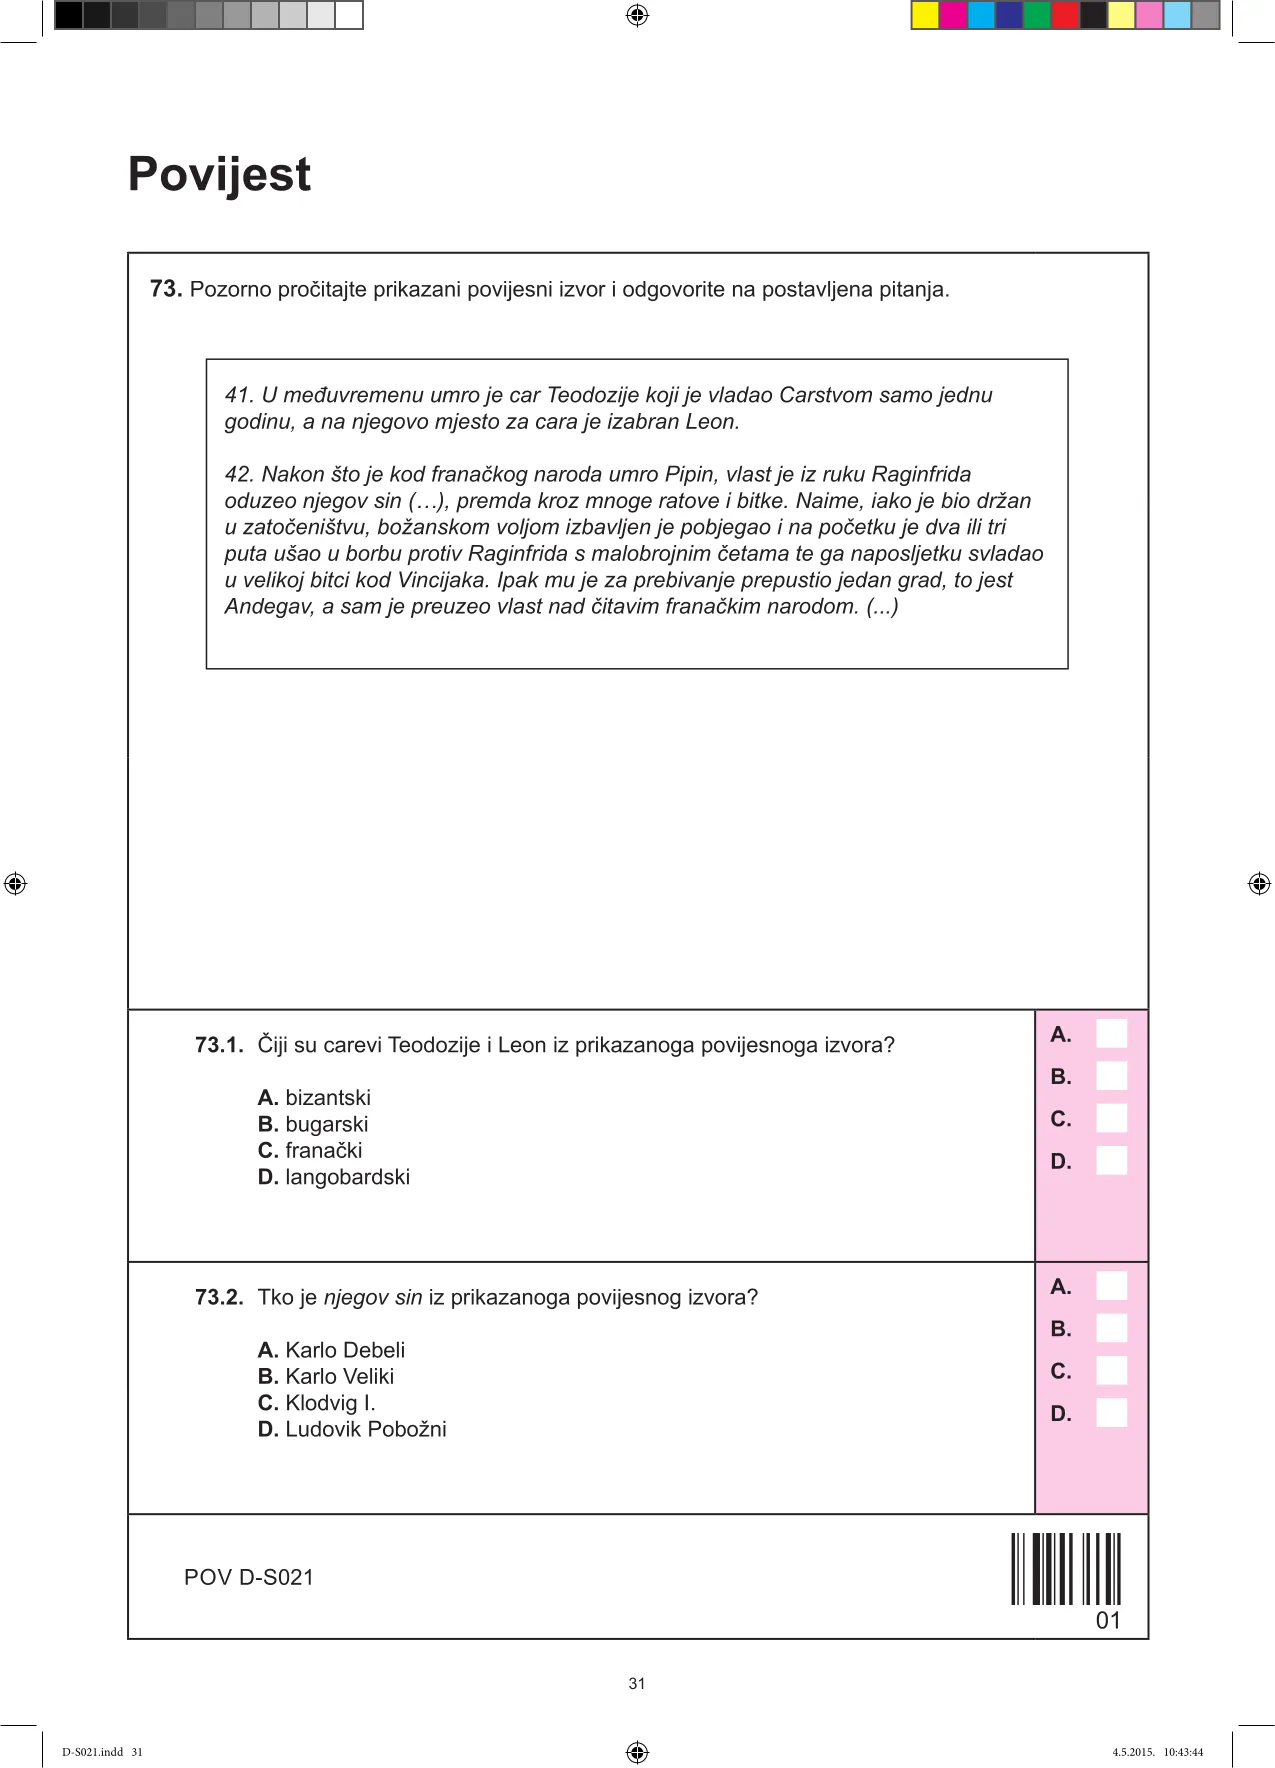 Povijest
73. Pozorno pročitajte prikazani povijesni izvor i odgovorite na postavljena pitanja.
41. U međuvremenu umro je car Teodozije koji je vladao Carstvom samo jednu
godinu, a na njegovo mjesto za cara je izabran Leon.
42. Nakon što je kod franačkog naroda umro Pipin, vlast je iz ruku Raginfrida
oduzeo njegov sin (…), premda kroz mnoge ratove i bitke. Naime, iako je bio držan
u zatočeništvu, božanskom voljom izbavljen je pobjegao i na početku je dva ili tri
puta ušao u borbu protiv Raginfrida s malobrojnim četama te ga naposljetku svladao
u velikoj bitci kod Vincijaka. Ipak mu je za prebivanje prepustio jedan grad, to jest
Andegav, a sam je preuzeo vlast nad čitavim franačkim narodom. (...)
73.1. Čiji su carevi Teodozije i Leon iz prikazanoga povijesnoga izvora?
A. bizantski
B. bugarski
C. franački
D. langobardski
A.
B.
C.
D.
73.2. Tko je njegov sin iz prikazanoga povijesnog izvora?
A. Karlo Debeli
B. Karlo Veliki
C. Klodvig I.
D. Ludovik Pobožni
A.
B.
C.
D.
POV D-S021
01
31
D-S021.indd 31
4.5.2015. 10:43:44